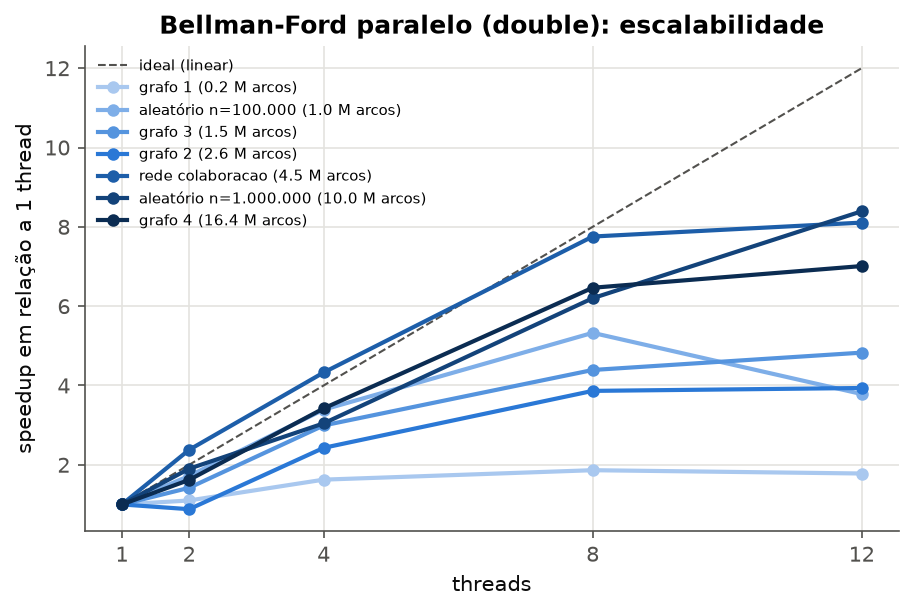 Bellman-Ford paralelo (double): escalabilidade
speedup em relação a 1 thread
12
10
8
6
4
2
ideal (linear)
grafo 1 (0.2 M arcos)
aleatório n=100.000 (1.0 M arcos)
grafo 3 (1.5 M arcos)
grafo 2 (2.6 M arcos)
rede colaboracao (4.5 M arcos)
aleatório n=1.000.000 (10.0 M arcos)
grafo 4 (16.4 M arcos)
1 2 4 8 12
threads